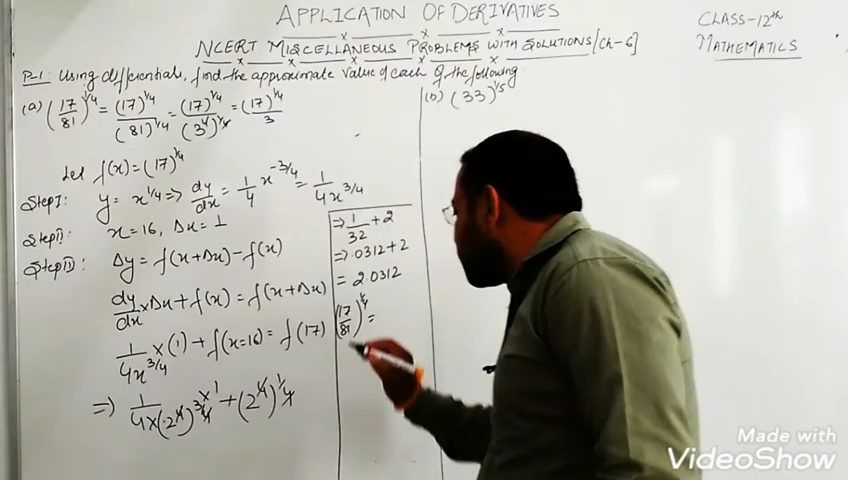 APPLICATION OF DERIVATIVES
NCERT MISCELLANEOUS PROBLEMS WITH SOLUTIONS [Ch-6]
CLASS-12th
MATHEMATICS
P-1: Using differentials, find the approximate value of each of the following
(a) (17/81)^1/4 = (17)^1/4/(81)^1/4 = (17)^1/4/(3^4)^1/4 = (17)^1/4/3
Let f(x) = (17)^1/4
Step I: y = x^1/4 ⇒ dy/dx = 1/4 x^-3/4 = 1/4x^3/4
Step II: x = 16, Δx = 1
Step III: Δy = f(x+Δx) - f(x)
dy/dx × Δx + f(x) = f(x+Δx)
1/4x^3/4 × (1) + f(x=16) = f(17)
⇒ 1/4×(2^4)^3/4 × 1 + (2^4)^1/4
⇒ 1/32 + 2
⇒ .0312 + 2
= 2.0312
(17/81)^1/4 =
(b) (33)^1/5
Made with
VideoShow